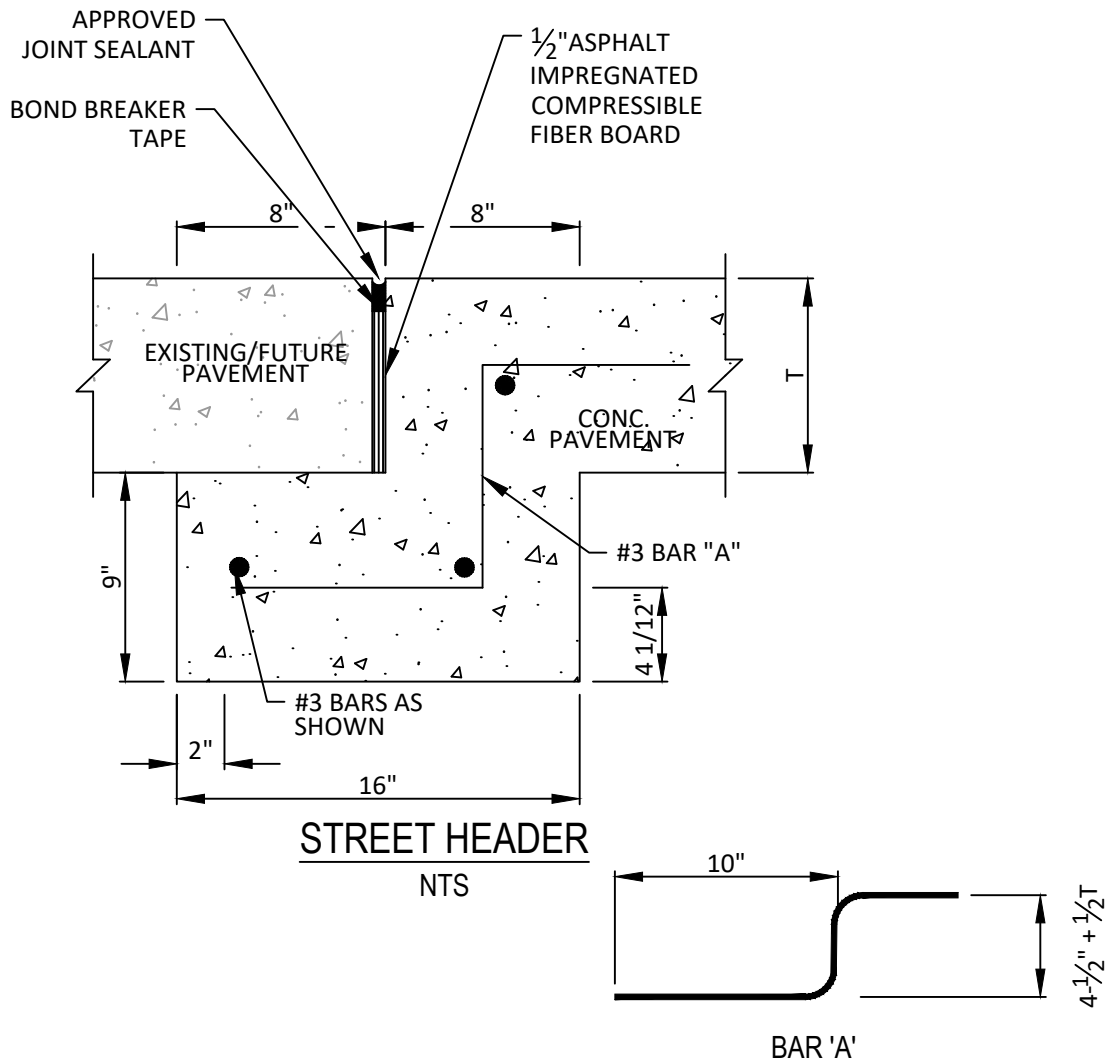 APPROVED
JOINT SEALANT
BOND BREAKER
TAPE
½"ASPHALT
IMPREGNATED
COMPRESSIBLE
FIBER BOARD
8"
8"
EXISTING/FUTURE
PAVEMENT
T
CONC.
PAVEMENT
#3 BAR "A"
9"
4 1/12"
#3 BARS AS
SHOWN
2"
16"
STREET HEADER
NTS
10"
4-½" + ½T
BAR 'A'